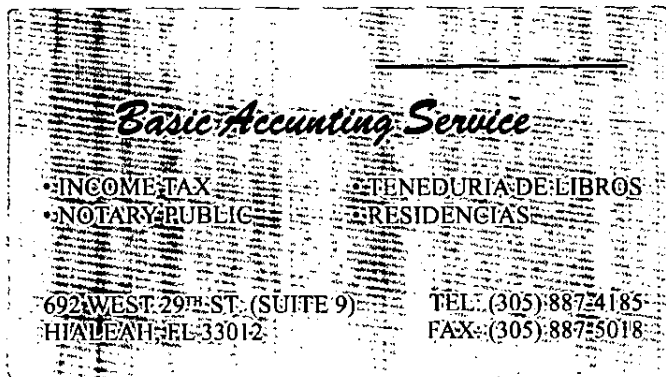 Basic Accunting Service
• INCOME TAX
• NOTARY PUBLIC
• TENEDURIA DE LIBROS
• RESIDENCIAS
692 WEST 29TH ST. (SUITE 9)
HIALEAH, FL 33012
TEL. (305) 887-4185
FAX (305) 887-5018